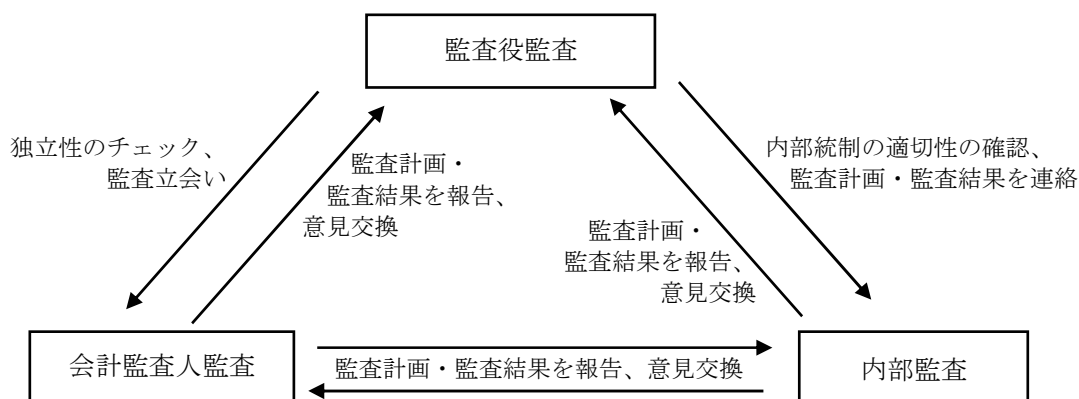 監査役監査
独立性のチェック、
監査立会い
監査計画・
監査結果を報告、
意見交換
内部統制の適切性の確認、
監査計画・監査結果を連絡
監査計画・
監査結果を報告、
意見交換
会計監査人監査
監査計画・監査結果を報告、意見交換
内部監査